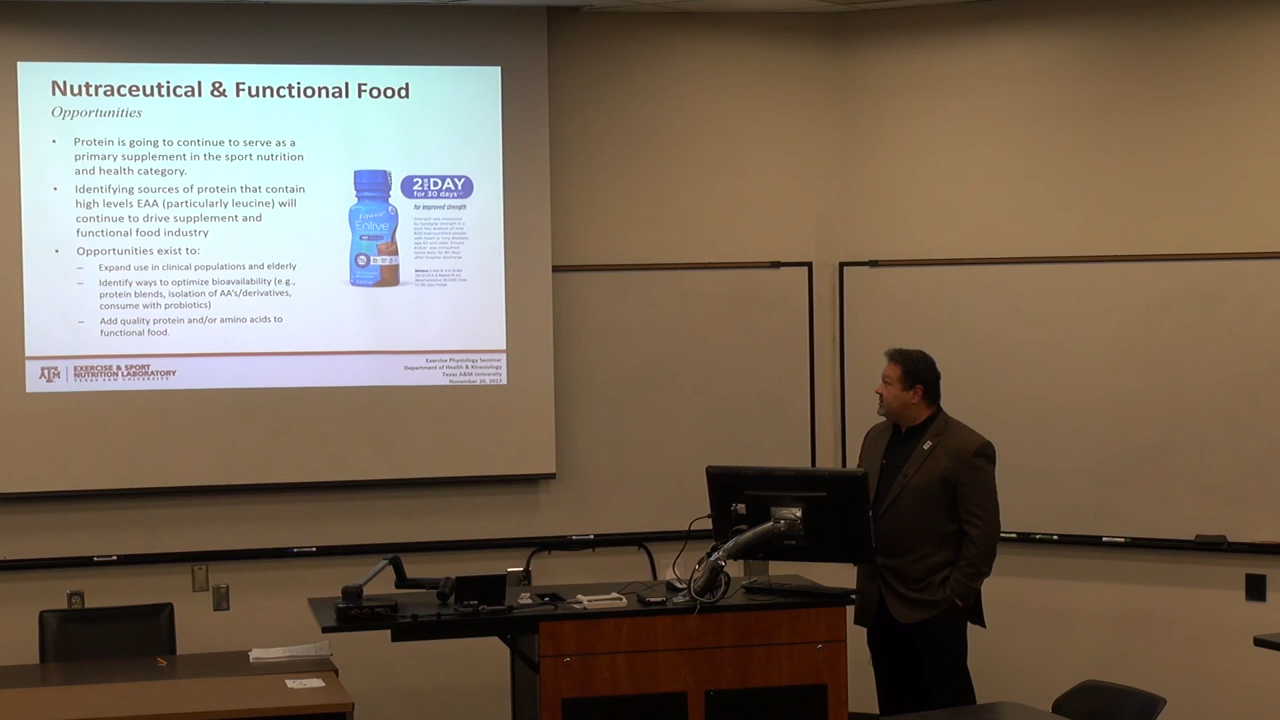 Nutraceutical & Functional Food
Opportunities
• Protein is going to continue to serve as a
primary supplement in the sport nutrition
and health category.
• Identifying sources of protein that contain
high levels EAA (particularly leucine) will
continue to drive supplement and
functional food industry
• Opportunities exist to:
– Expand use in clinical populations and elderly
– Identify ways to optimize bioavailability (e.g.,
protein blends, isolation of AA's/derivatives,
consume with probiotics)
– Add quality protein and/or amino acids to
functional food.
Ensure
Enlive
2 PER DAY
for 30 days
for improved strength
ATM
EXERCISE & SPORT
NUTRITION LABORATORY
TEXAS A&M UNIVERSITY
Exercise Physiology Seminar
Department of Health & Kinesiology
Texas A&M University
November 20, 2017